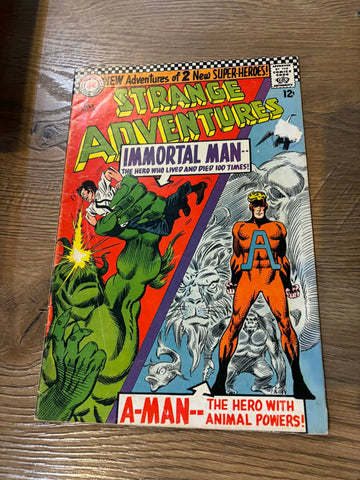 NEW Adventures of 2 New SUPER-HEROES!
DC
12¢
STRANGE
ADVENTURES
IMMORTAL MAN--
THE HERO WHO LIVED AND DIED 100 TIMES!
A
A-MAN--
THE HERO WITH
ANIMAL POWERS!